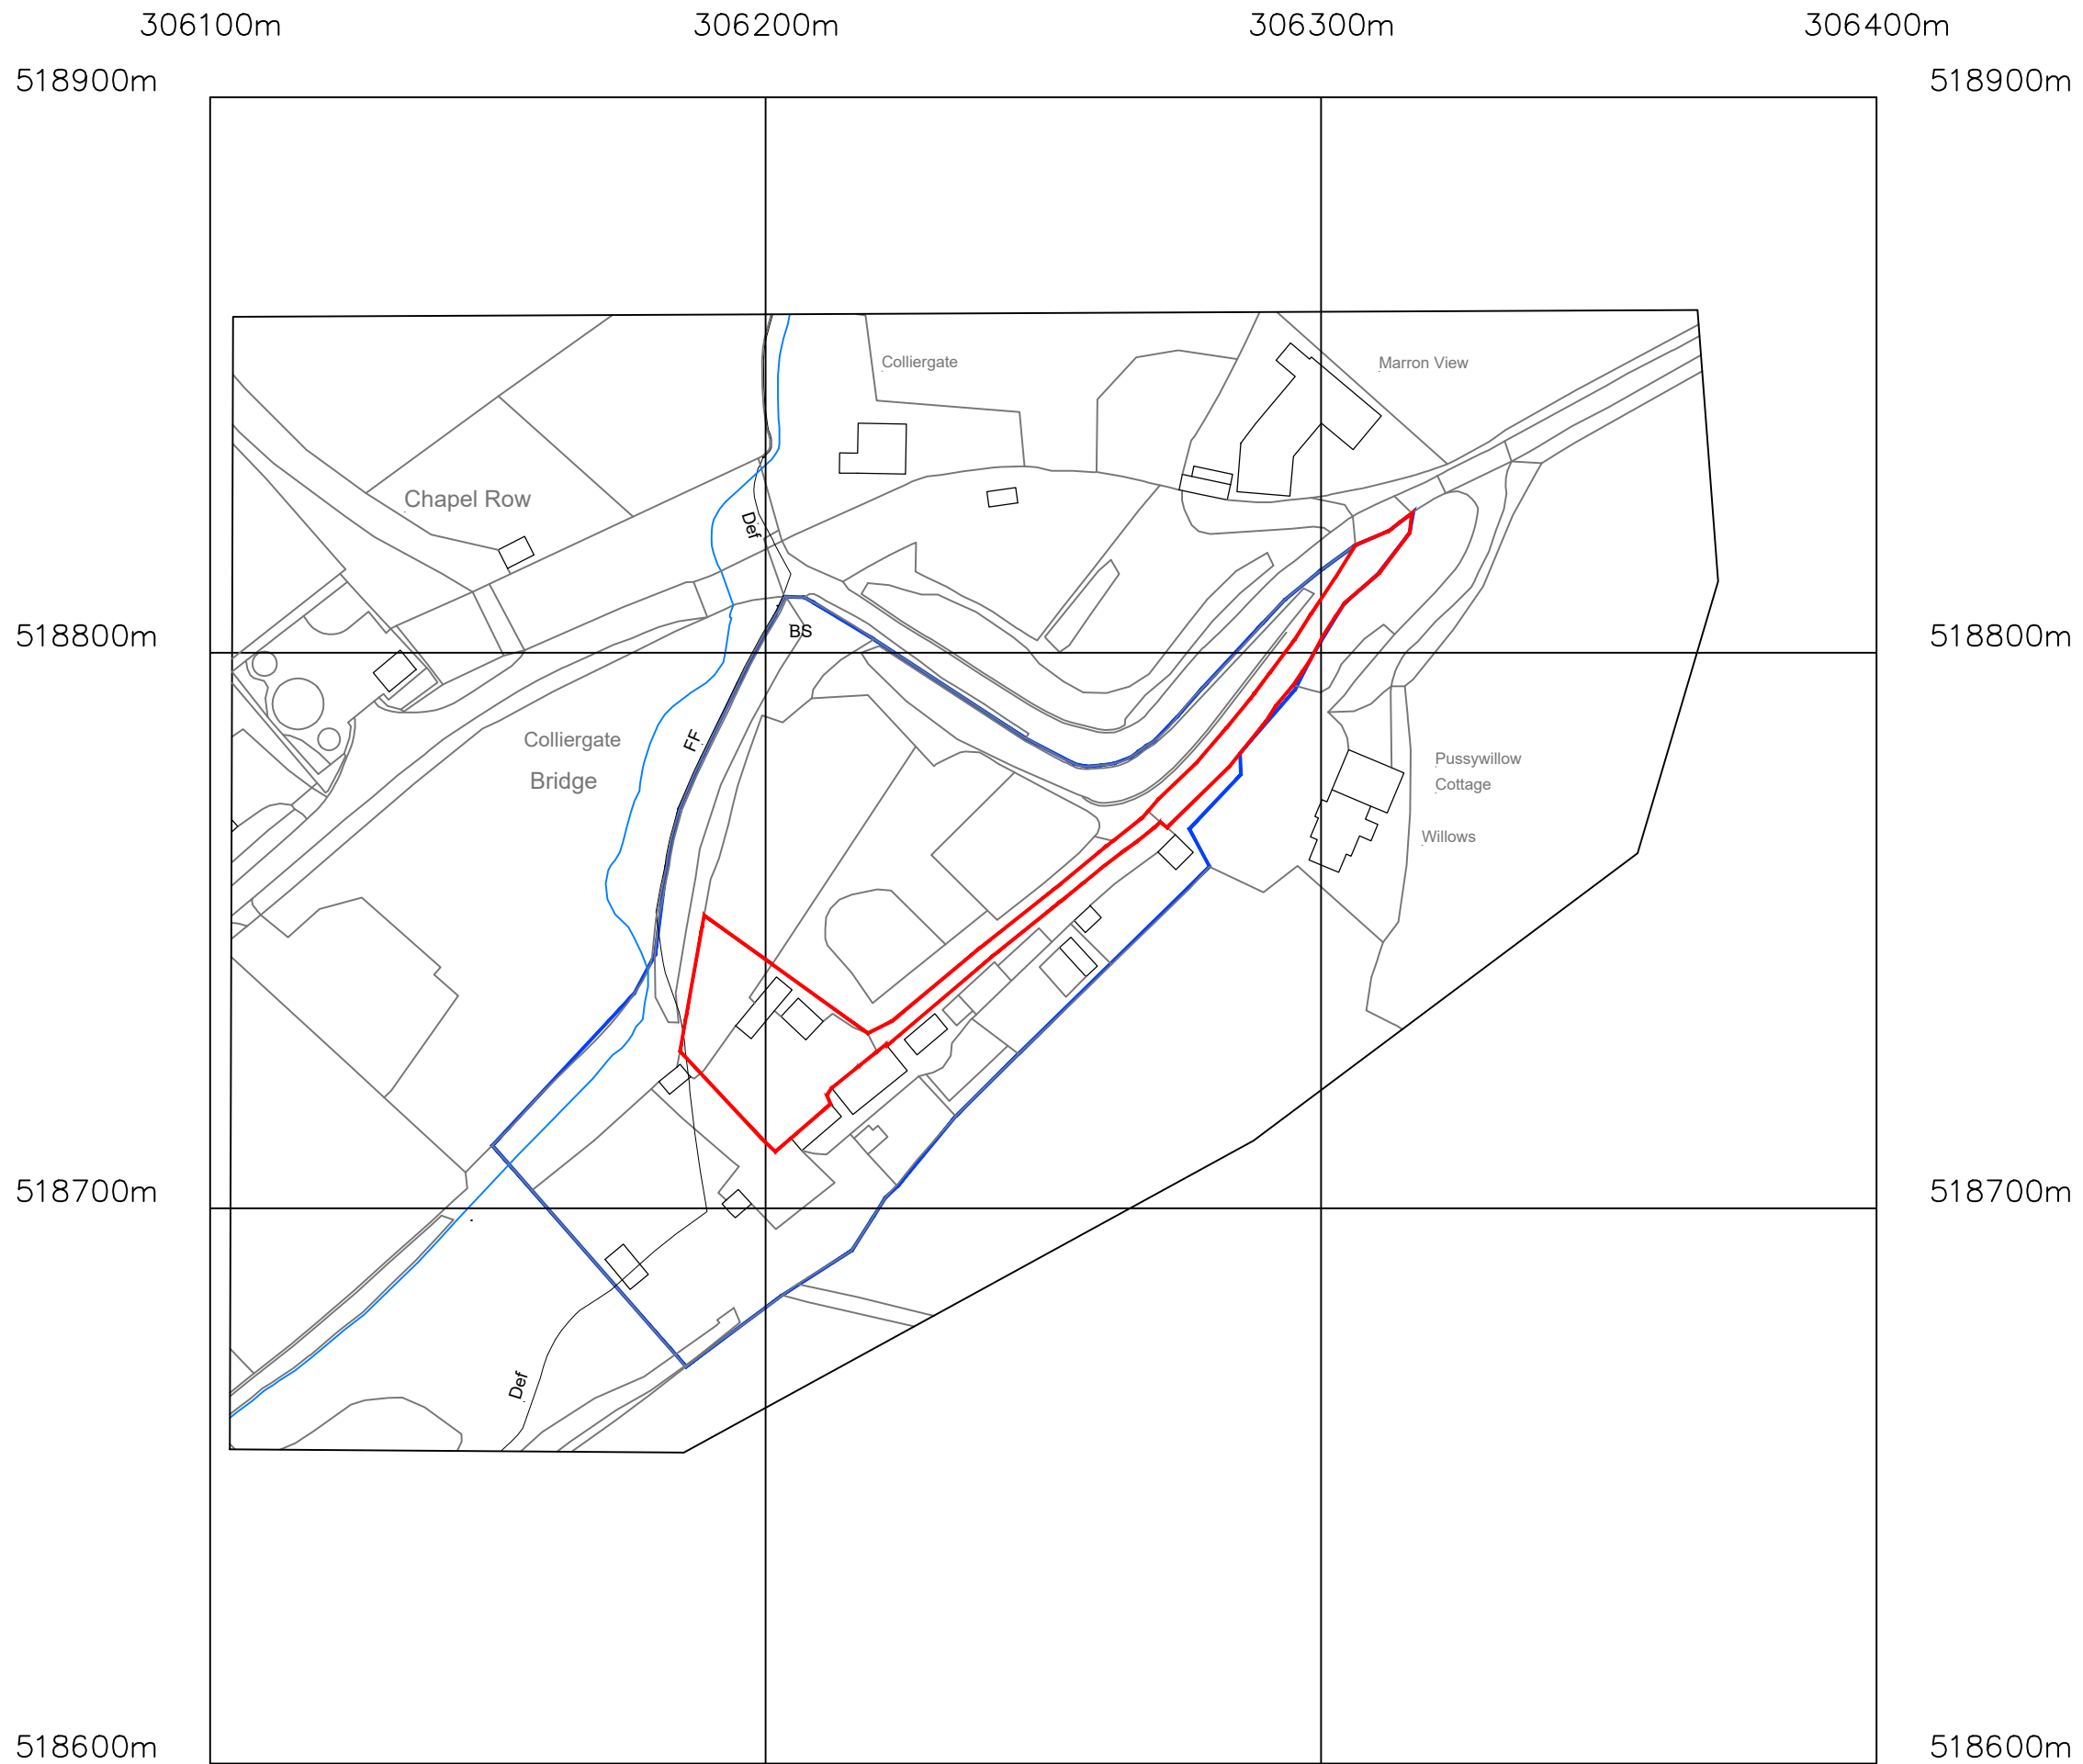 306100m 306200m 306300m 306400m
518900m 518900m
Colliergate
Marron View
Chapel Row
Def
BS
518800m 518800m
FF
Colliergate
Bridge
Pussywillow
Cottage
Willows
518700m 518700m
Def
518600m 518600m